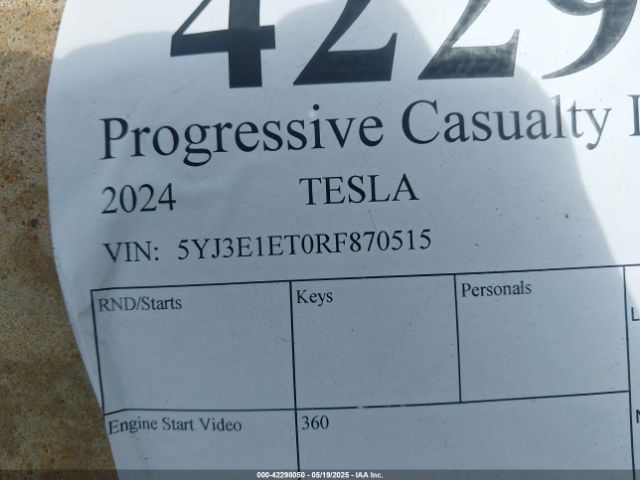 4229
Progressive Casualty
2024 TESLA
VIN: 5YJ3E1ET0RF870515
RND/Starts Keys Personals
Engine Start Video 360
000-42298050 - 05/19/2025 - IAA Inc.